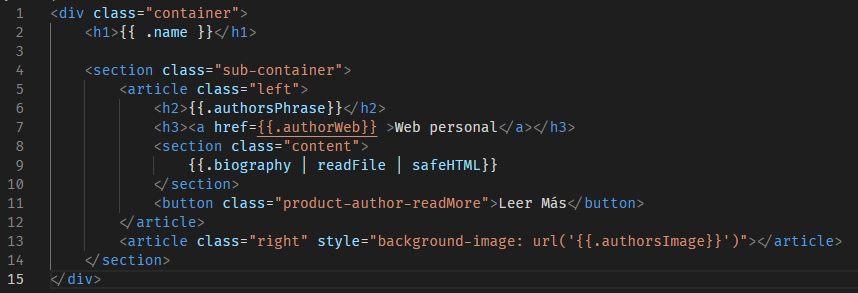 1 <div class="container">
2     <h1>{{ .name }}</h1>
3
4     <section class="sub-container">
5         <article class="left">
6             <h2>{{.authorsPhrase}}</h2>
7             <h3><a href={{.authorWeb}} >Web personal</a></h3>
8             <section class="content">
9                 {{.biography | readFile | safeHTML}}
10             </section>
11             <button class="product-author-readMore">Leer Más</button>
12         </article>
13         <article class="right" style="background-image: url('{{.authorsImage}}')"></article>
14     </section>
15 </div>